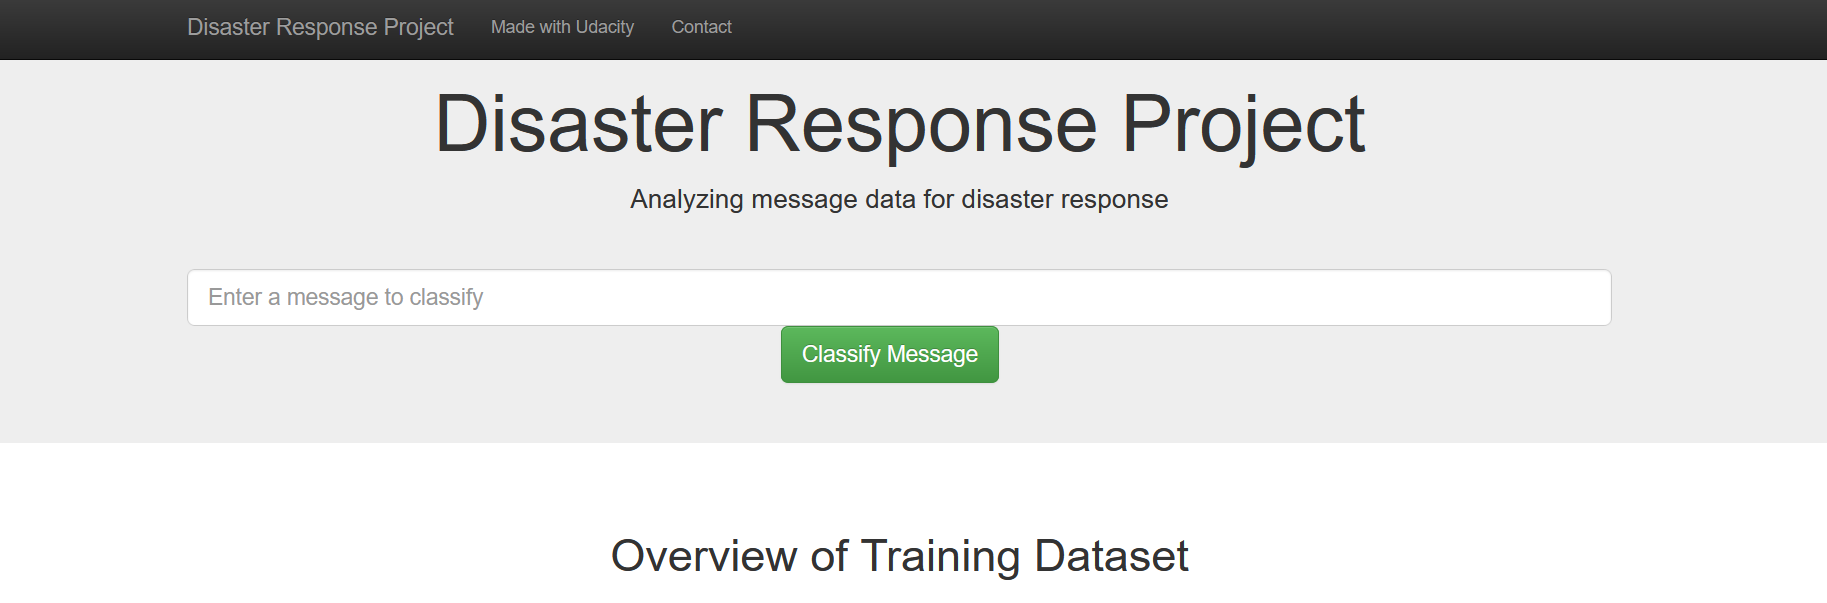 Disaster Response Project Made with Udacity Contact
Disaster Response Project
Analyzing message data for disaster response
Enter a message to classify
Classify Message
Overview of Training Dataset